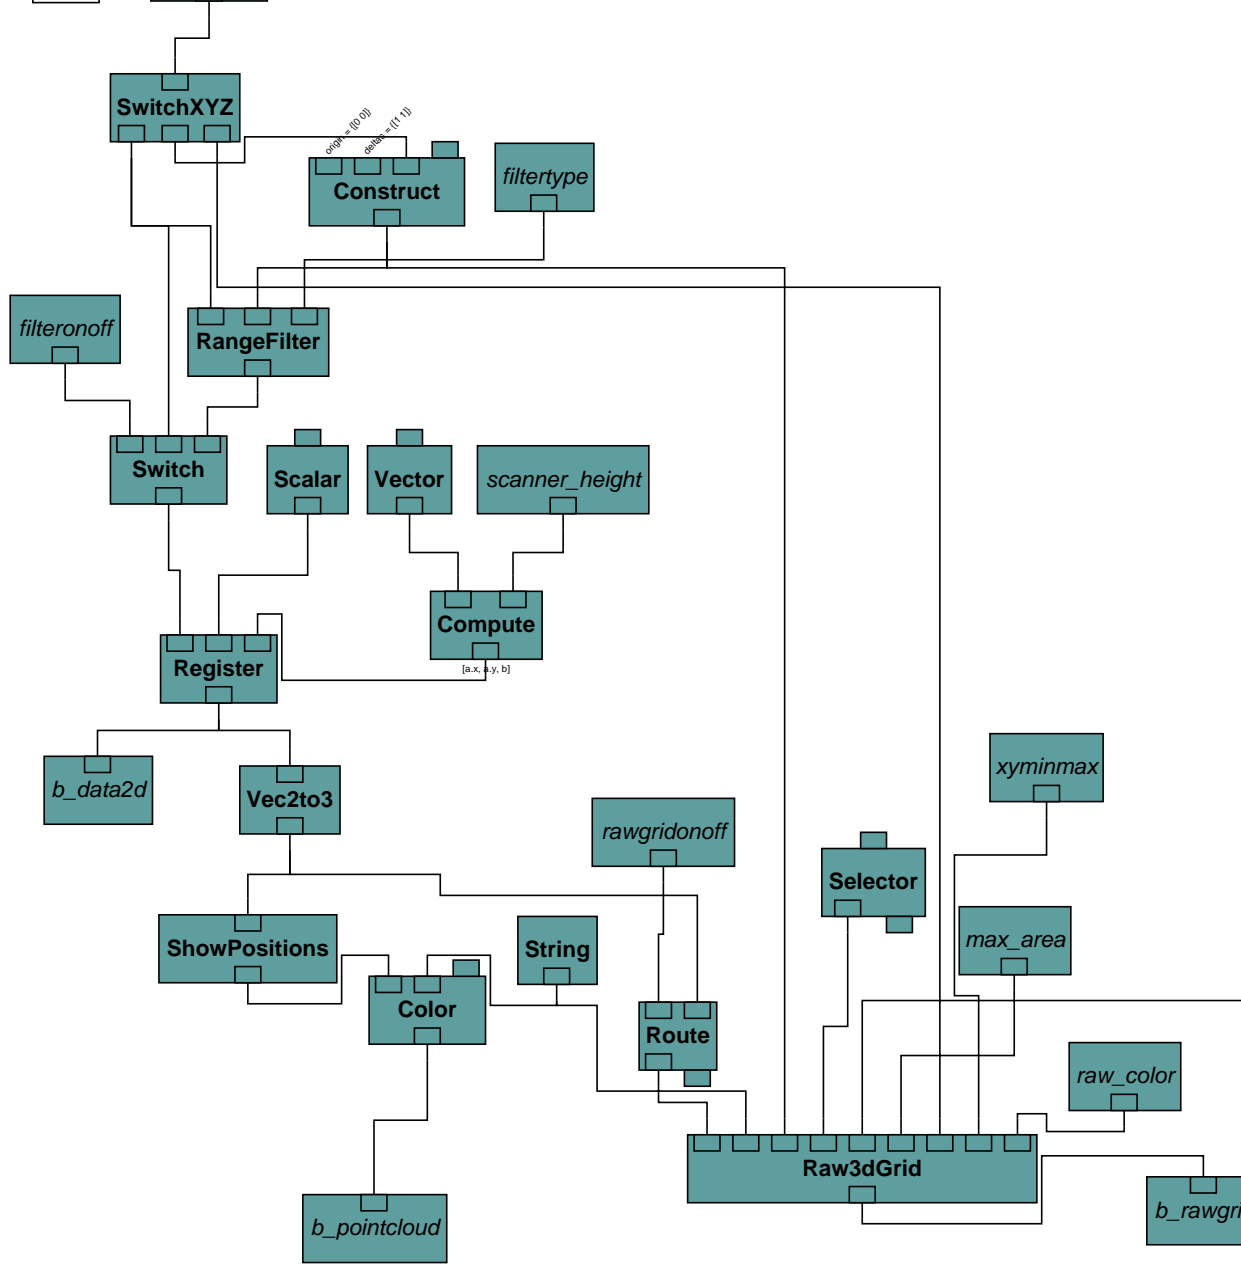 SwitchXYZ
origin = {[0 0]}
deltas = {[1 1]}
Construct
filtertype
filteronoff
RangeFilter
Switch
Scalar
Vector
scanner_height
Compute
[a.x, a.y, b]
Register
b_data2d
Vec2to3
xyminmax
rawgridonoff
Selector
ShowPositions
String
max_area
Color
Route
raw_color
Raw3dGrid
b_pointcloud
b_rawgri